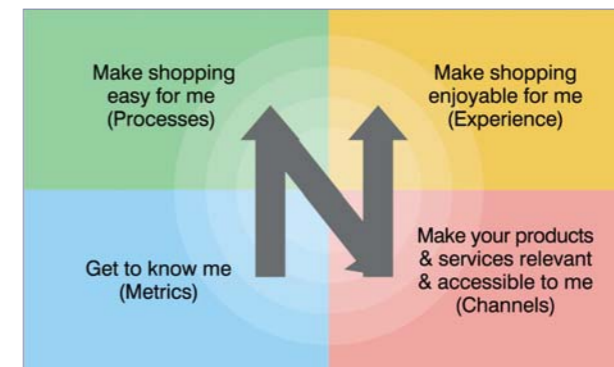 Make shopping
easy for me
(Processes)
Make shopping
enjoyable for me
(Experience)
Get to know me
(Metrics)
Make your products
& services relevant
& accessible to me
(Channels)